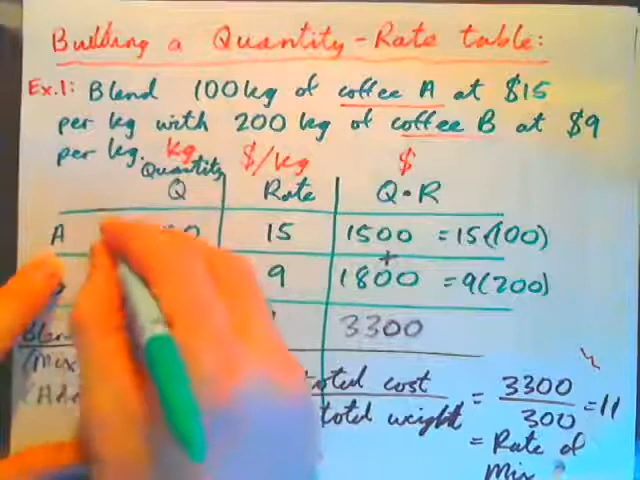 Building a Quantity-Rate table:
Ex.1: Blend 100kg of coffee A at $15
per kg with 200 kg of coffee B at $9
per kg. kg $/kg $
Quantity
Q Rate Q•R
A 15 1500 = 15(100)
+
9 1800 = 9(200)
3300
(Mix
total cost = 3300 = 11
total weight 300
= Rate of
Mix